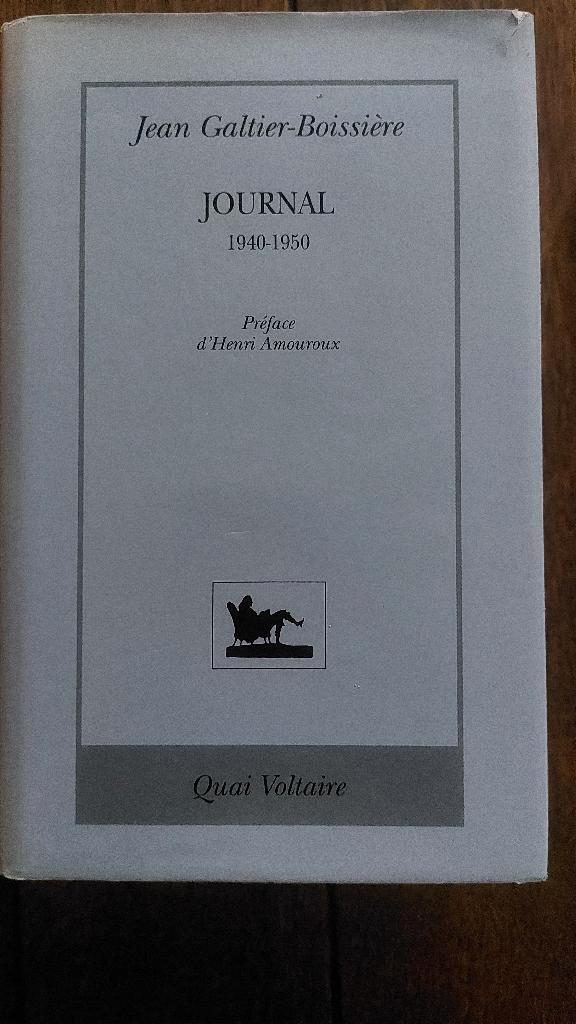 Jean Galtier-Boissière
JOURNAL
1940-1950
Préface
d'Henri Amouroux
Quai Voltaire